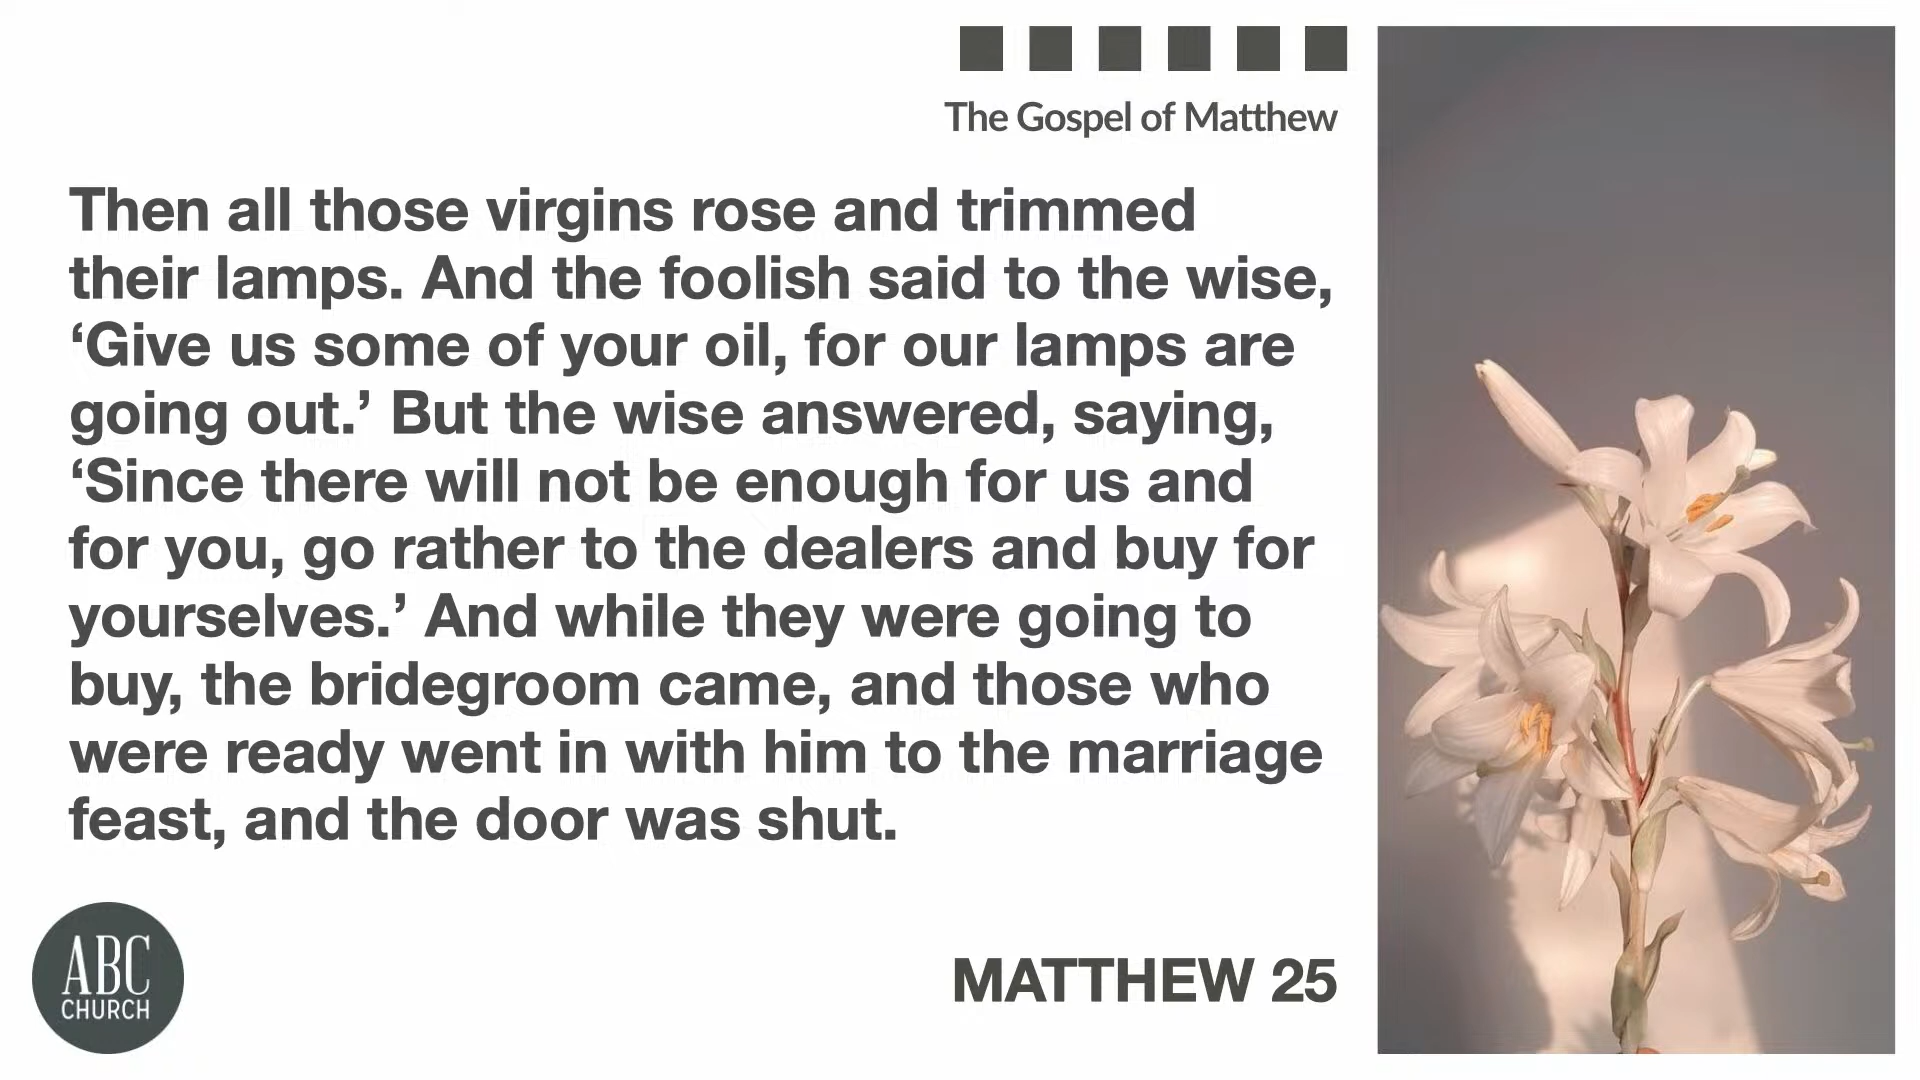 The Gospel of Matthew
Then all those virgins rose and trimmed
their lamps. And the foolish said to the wise,
‘Give us some of your oil, for our lamps are
going out.’ But the wise answered, saying,
‘Since there will not be enough for us and
for you, go rather to the dealers and buy for
yourselves.’ And while they were going to
buy, the bridegroom came, and those who
were ready went in with him to the marriage
feast, and the door was shut.
MATTHEW 25
ABC
CHURCH